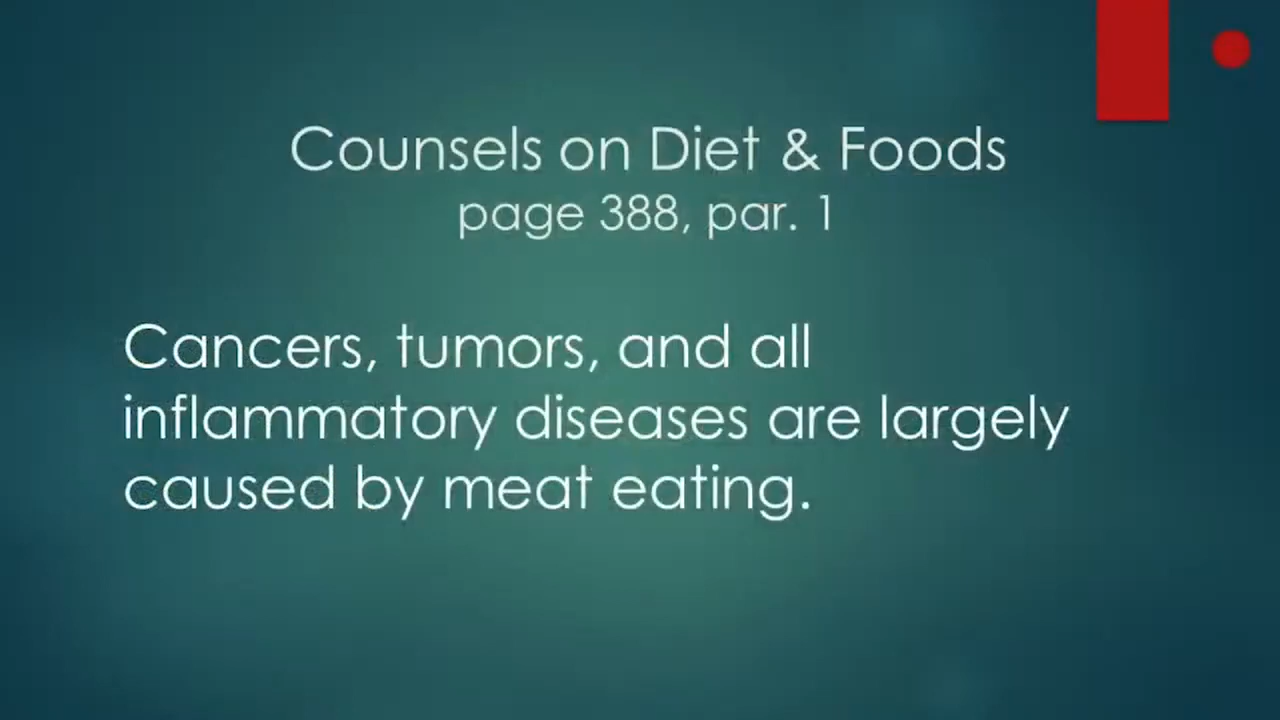 Counsels on Diet & Foods
page 388, par. 1
Cancers, tumors, and all
inflammatory diseases are largely
caused by meat eating.